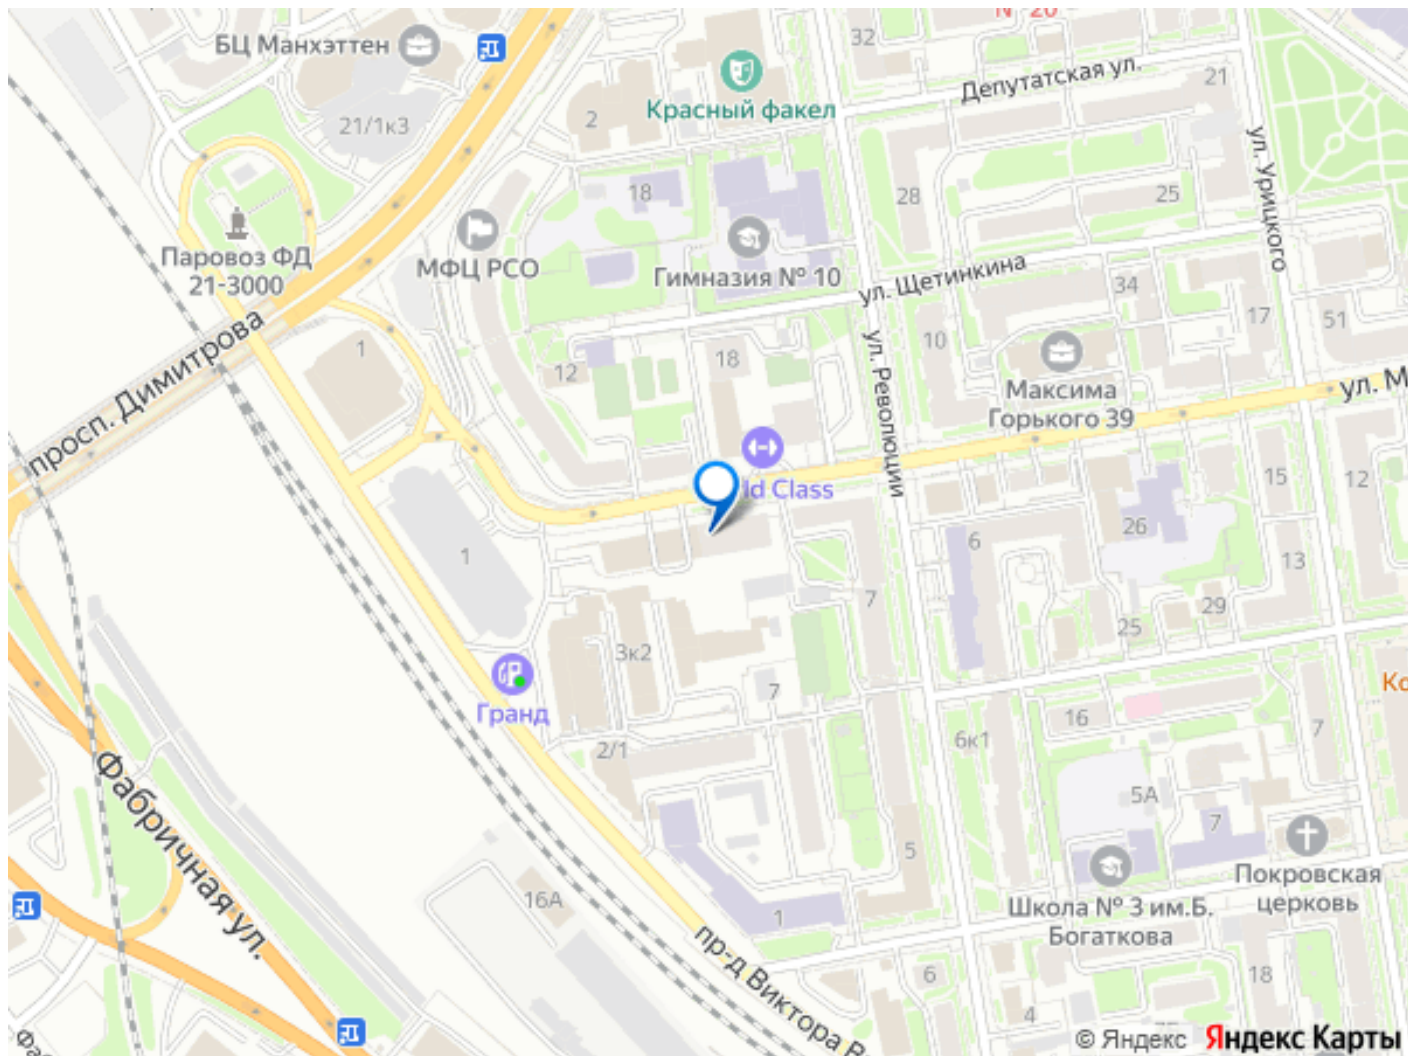 БЦ Манхэттен
№ 20
32
Депутатская ул.
21
Красный факел
2
21/1к3
ул. Урицкого
18
28
25
МФЦ РСО
Паровоз ФД
21-3000
Гимназия № 10
ул. Щетинкина
34
17
51
10
просп. Димитрова
1
12
18
ул. Революции
Максима
Горького 39
ул. М
ld Class
15
12
26
6
13
1
7
29
25
3к2
7
Гранд
16
7
6к1
2/1
Фабричная ул.
5А
7
5
Покровская
церковь
16А
Школа № 3 им.Б.
Богаткова
1
пр-д Виктора
6
18
4
© Яндекс
Яндекс Карты